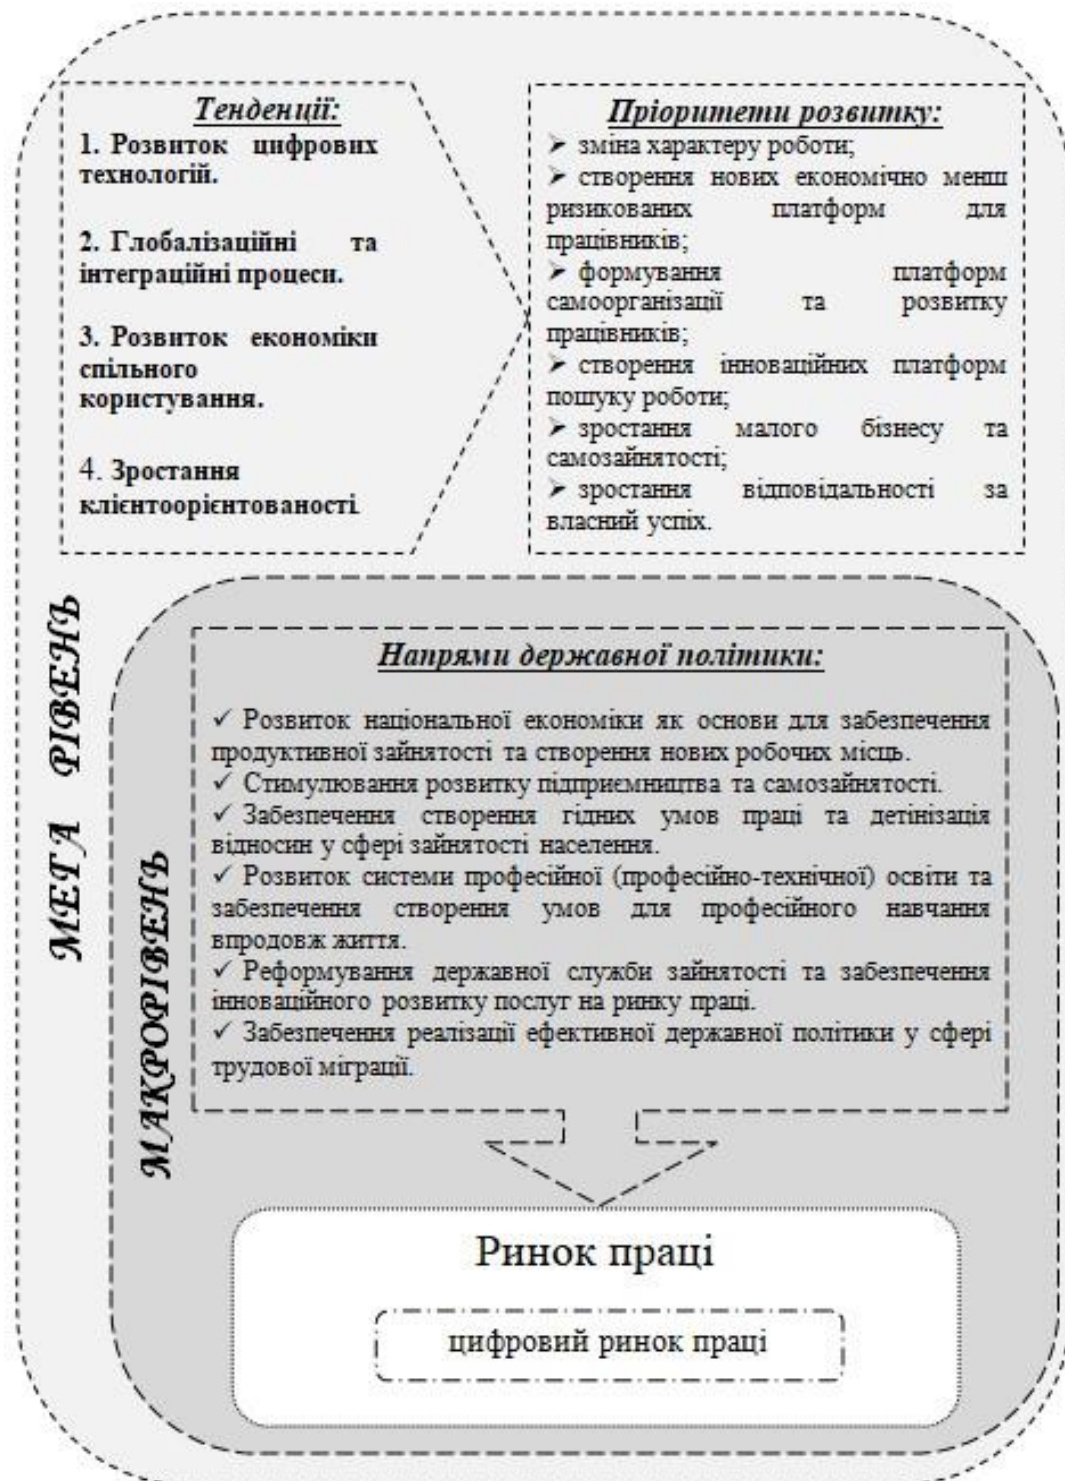 Тенденції:
1. Розвиток цифрових
технологій.
2. Глобалізаційні та
інтеграційні процеси.
3. Розвиток економіки
спільного
користування.
4. Зростання
клієнтоорієнтованості.
Пріоритети розвитку:
➤ зміна характеру роботи;
➤ створення нових економічно менш
ризикованих платформ для
працівників;
➤ формування платформ
самоорганізації та розвитку
працівників;
➤ створення інноваційних платформ
пошуку роботи;
➤ зростання малого бізнесу та
самозайнятості;
➤ зростання відповідальності за
власний успіх.
МЕГА РІВЕНЬ
МАКРОРІВЕНЬ
Напрями державної політики:
✓ Розвиток національної економіки як основи для забезпечення
продуктивної зайнятості та створення нових робочих місць.
✓ Стимулювання розвитку підприємництва та самозайнятості.
✓ Забезпечення створення гідних умов праці та детінізація
відносин у сфері зайнятості населення.
✓ Розвиток системи професійної (професійно-технічної) освіти та
забезпечення створення умов для професійного навчання
впродовж життя.
✓ Реформування державної служби зайнятості та забезпечення
інноваційного розвитку послуг на ринку праці.
✓ Забезпечення реалізації ефективної державної політики у сфері
трудової міграції.
Ринок праці
цифровий ринок праці